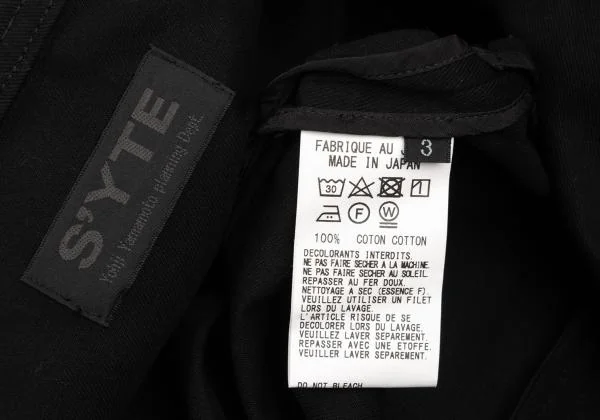 S'YTE
Yohji Yamamoto planning Dept.
3
FABRIQUE AU J
MADE IN JAPAN
30
F
W
100% COTON COTTON
DECOLORANTS INTERDITS.
NE PAS FAIRE SECHER A LA MACHINE.
NE PAS FAIRE SECHER AU SOLEIL.
REPASSER AU FER DOUX.
NETTOYAGE A SEC (ESSENCE F).
VEUILLEZ UTILISER UN FILET
LORS DU LAVAGE.
L'ARTICLE RISQUE DE SE
DECOLORER LORS DU LAVAGE.
VEUILLEZ LAVER SEPAREMENT.
REPASSER AVEC UNE ETOFFE.
VEUILLER LAVER SEPAREMENT.
DO NOT BLEACH